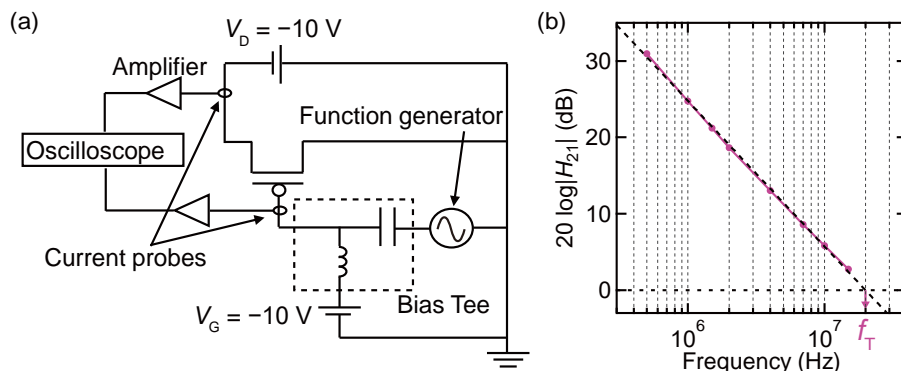 (a)
V_D = −10 V
Amplifier
Function generator
Oscilloscope
Current probes
Bias Tee
V_G = −10 V
(b)
20 log|H_21| (dB)
30
20
10
0
10^6
10^7
f_T
Frequency (Hz)